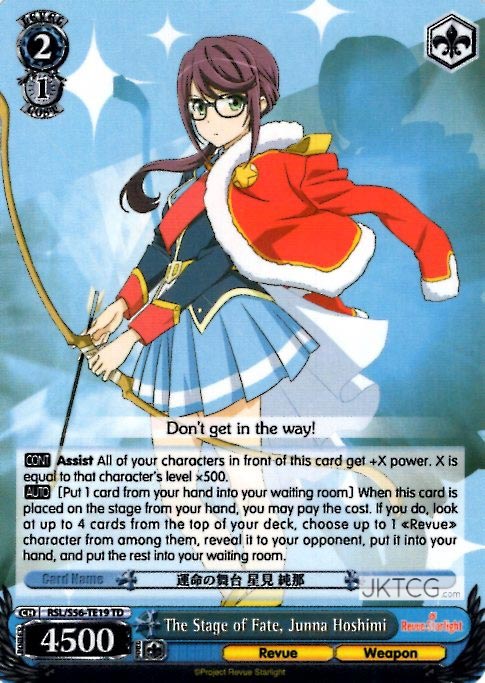 LEVEL
2
1
COST
Don't get in the way!
CONT Assist All of your characters in front of this card get +X power. X is
equal to that character's level ×500.
AUTO [Put 1 card from your hand into your waiting room] When this card is
placed on the stage from your hand, you may pay the cost. If you do, look
at up to 4 cards from the top of your deck, choose up to 1 «Revue»
character from among them, reveal it to your opponent, put it into your
hand, and put the rest into your waiting room.
Card Name 運命の舞台 星見 純那
JKTCG.com
CH RSL/S56-TE19 TD
POWER 4500 The Stage of Fate, Junna Hoshimi Revue Starlight
Revue Weapon
©Project Revue Starlight